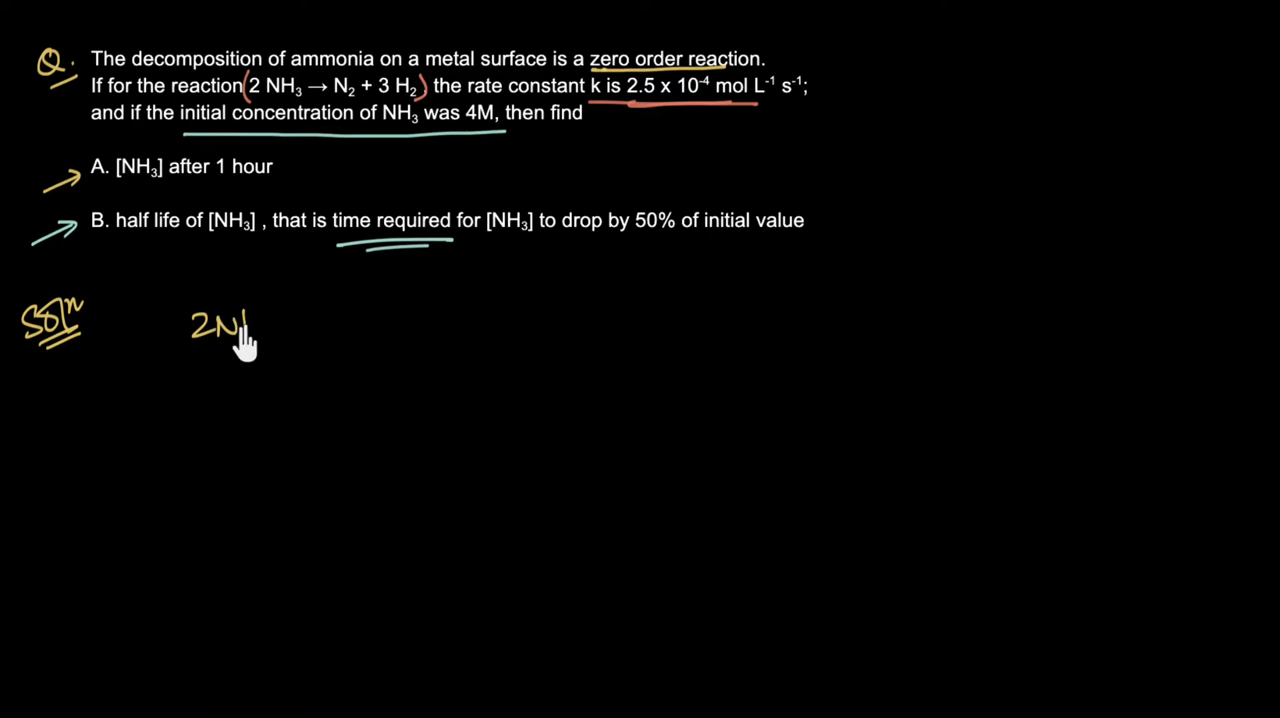 Q. The decomposition of ammonia on a metal surface is a zero order reaction.
If for the reaction (2 NH₃ → N₂ + 3 H₂) the rate constant k is 2.5 x 10⁻⁴ mol L⁻¹ s⁻¹;
and if the initial concentration of NH₃ was 4M, then find
A. [NH₃] after 1 hour
B. half life of [NH₃] , that is time required for [NH₃] to drop by 50% of initial value
Solⁿ 2N